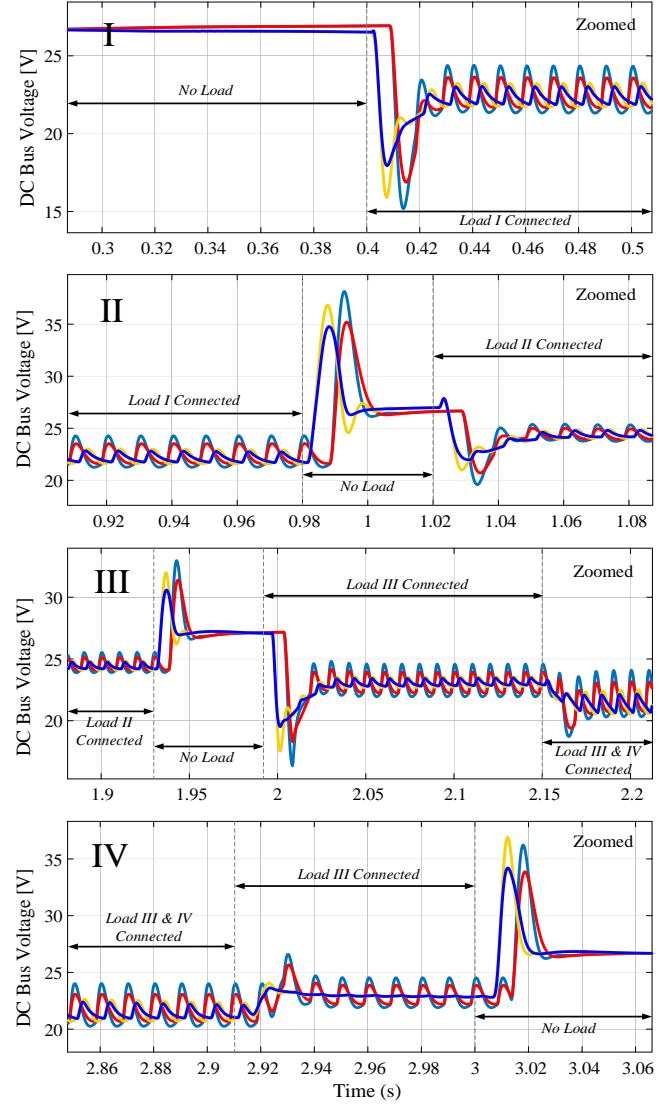 I
Zoomed
25
20
15
DC Bus Voltage [V]
No Load
Load I Connected
0.3 0.32 0.34 0.36 0.38 0.4 0.42 0.44 0.46 0.48 0.5
II
Zoomed
35
30
25
20
DC Bus Voltage [V]
Load I Connected
No Load
Load II Connected
0.92 0.94 0.96 0.98 1 1.02 1.04 1.06 1.08
III
Zoomed
30
25
20
DC Bus Voltage [V]
Load III Connected
Load II
Connected
No Load
Load III & IV
Connected
1.9 1.95 2 2.05 2.1 2.15 2.2
IV
Zoomed
35
30
25
20
DC Bus Voltage [V]
Load III Connected
Load III & IV
Connected
No Load
2.86 2.88 2.9 2.92 2.94 2.96 2.98 3 3.02 3.04 3.06
Time (s)